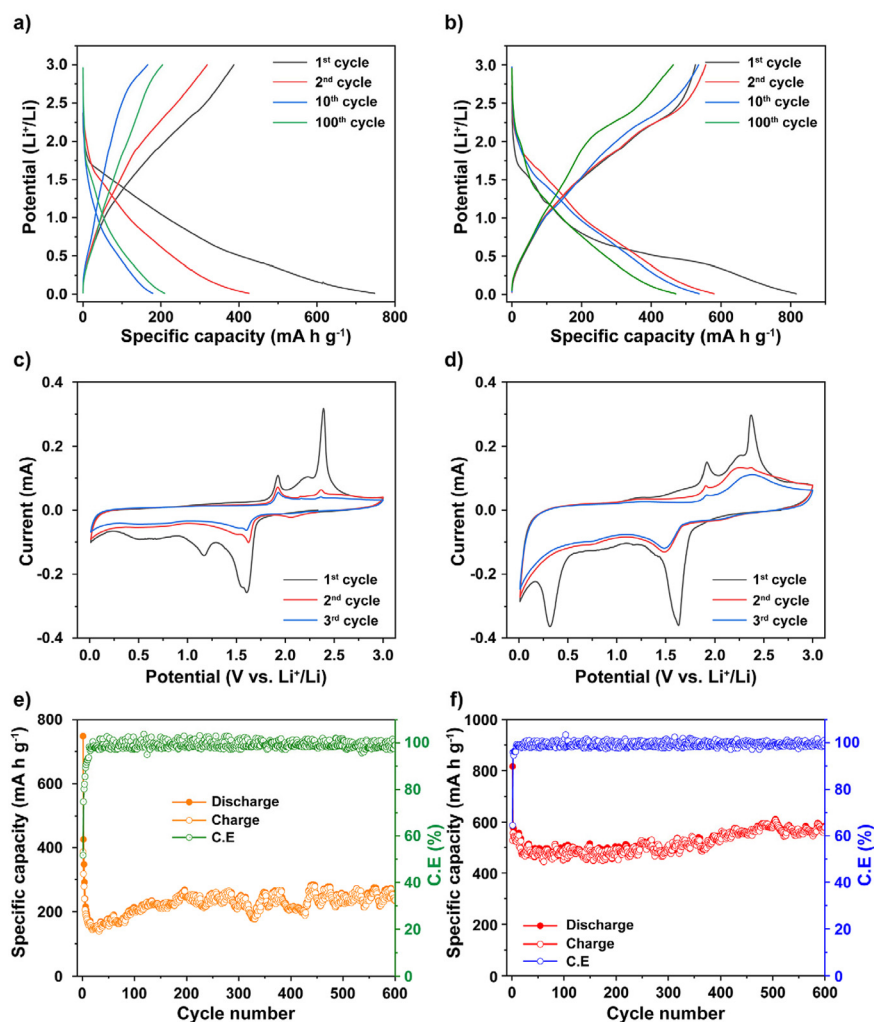 a)
3.0
2.5
2.0
1.5
1.0
0.5
0.0
Potential (Li⁺/Li)
1ˢᵗ cycle
2ⁿᵈ cycle
10ᵗʰ cycle
100ᵗʰ cycle
0 200 400 600 800
Specific capacity (mA h g⁻¹)
b)
3.0
2.5
2.0
1.5
1.0
0.5
0.0
Potential (Li⁺/Li)
1ˢᵗ cycle
2ⁿᵈ cycle
10ᵗʰ cycle
100ᵗʰ cycle
0 200 400 600 800
Specific capacity (mA h g⁻¹)
c)
0.4
0.2
0.0
-0.2
-0.4
Current (mA)
1ˢᵗ cycle
2ⁿᵈ cycle
3ʳᵈ cycle
0.0 0.5 1.0 1.5 2.0 2.5 3.0
Potential (V vs. Li⁺/Li)
d)
0.4
0.2
0.0
-0.2
-0.4
Current (mA)
1ˢᵗ cycle
2ⁿᵈ cycle
3ʳᵈ cycle
0.0 0.5 1.0 1.5 2.0 2.5 3.0
Potential (V vs. Li⁺/Li)
e)
800
600
400
200
0
Specific capacity (mA h g⁻¹)
Discharge
Charge
C.E
100
80
60
40
20
0
C.E (%)
0 100 200 300 400 500 600
Cycle number
f)
1000
800
600
400
200
0
Specific capacity (mA h g⁻¹)
Discharge
Charge
C.E
100
80
60
40
20
0
C.E (%)
0 100 200 300 400 500 600
Cycle number